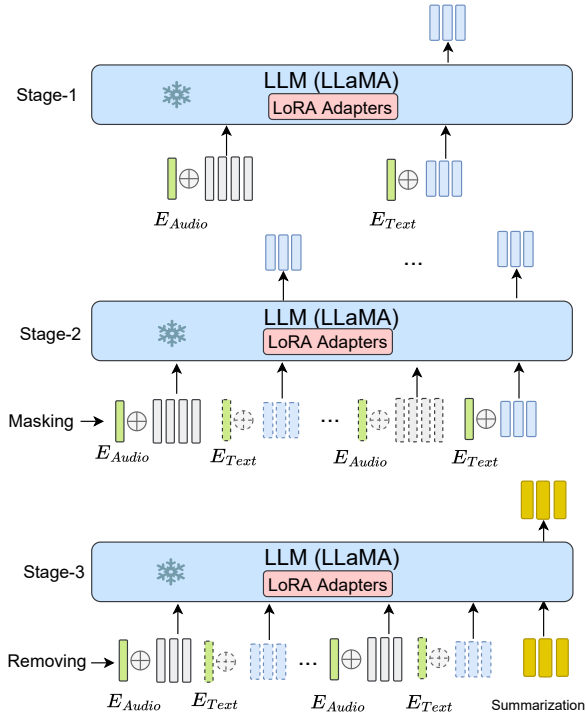 LLM (LLaMA)
Stage-1
LoRA Adapters
E_Audio
E_Text
...
LLM (LLaMA)
Stage-2
LoRA Adapters
Masking
...
E_Audio
E_Text
E_Audio
E_Text
LLM (LLaMA)
Stage-3
LoRA Adapters
Removing
...
E_Audio
E_Text
E_Audio
E_Text
Summarization